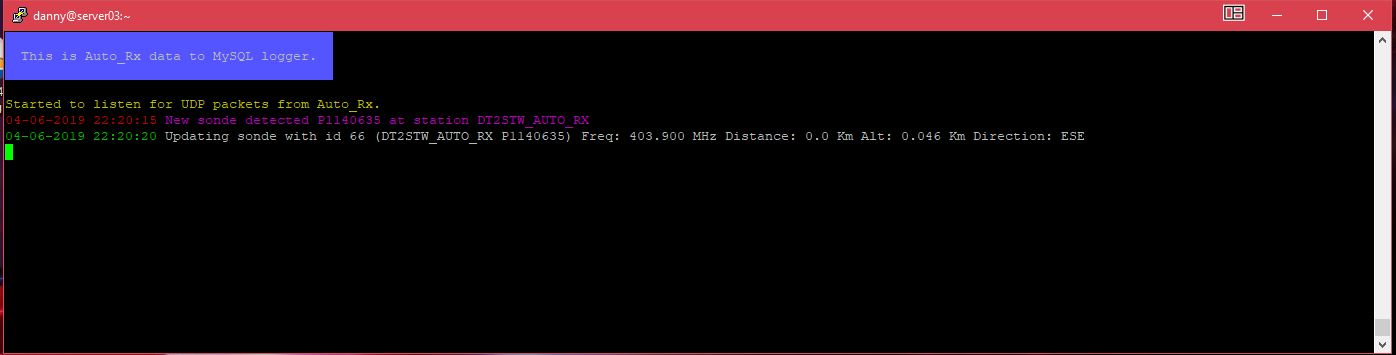 danny@server03:~
This is Auto_Rx data to MySQL logger.
Started to listen for UDP packets from Auto_Rx.
04-06-2019 22:20:15 New sonde detected P1140635 at station DT2STW_AUTO_RX
04-06-2019 22:20:20 Updating sonde with id 66 (DT2STW_AUTO_RX P1140635) Freq: 403.900 MHz Distance: 0.0 Km Alt: 0.046 Km Direction: ESE